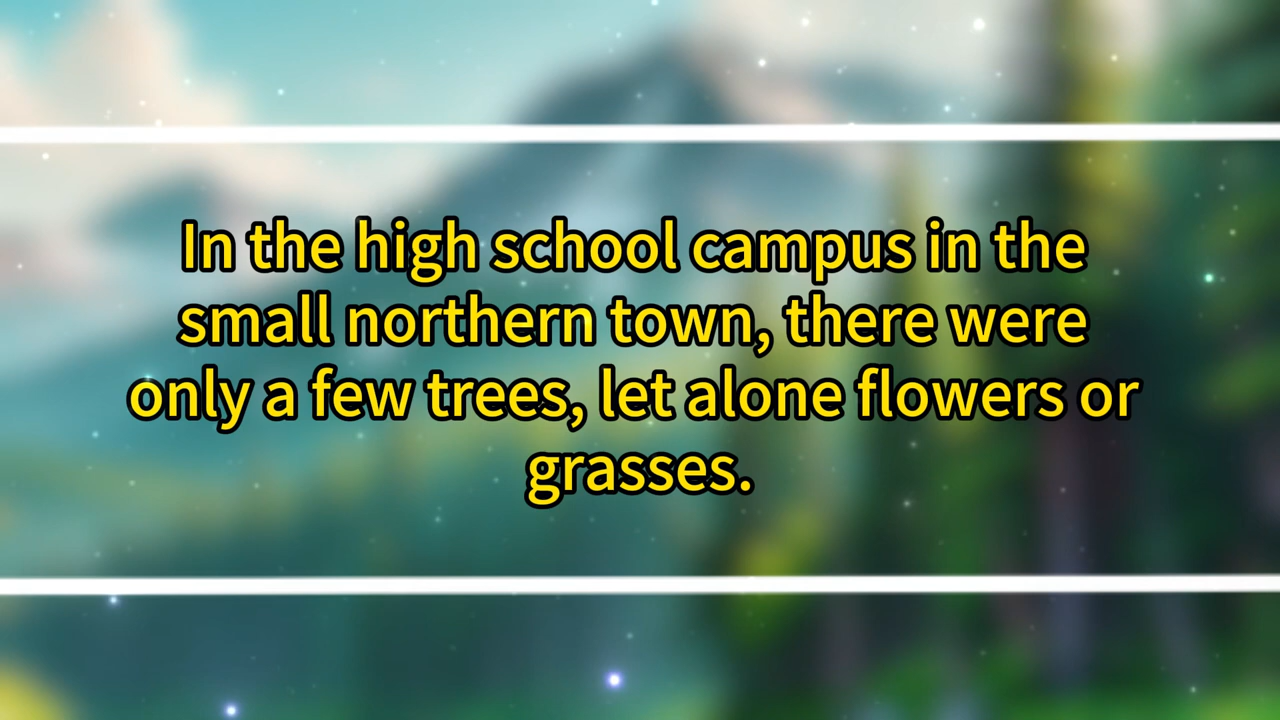 In the high school campus in the
small northern town, there were
only a few trees, let alone flowers or
grasses.